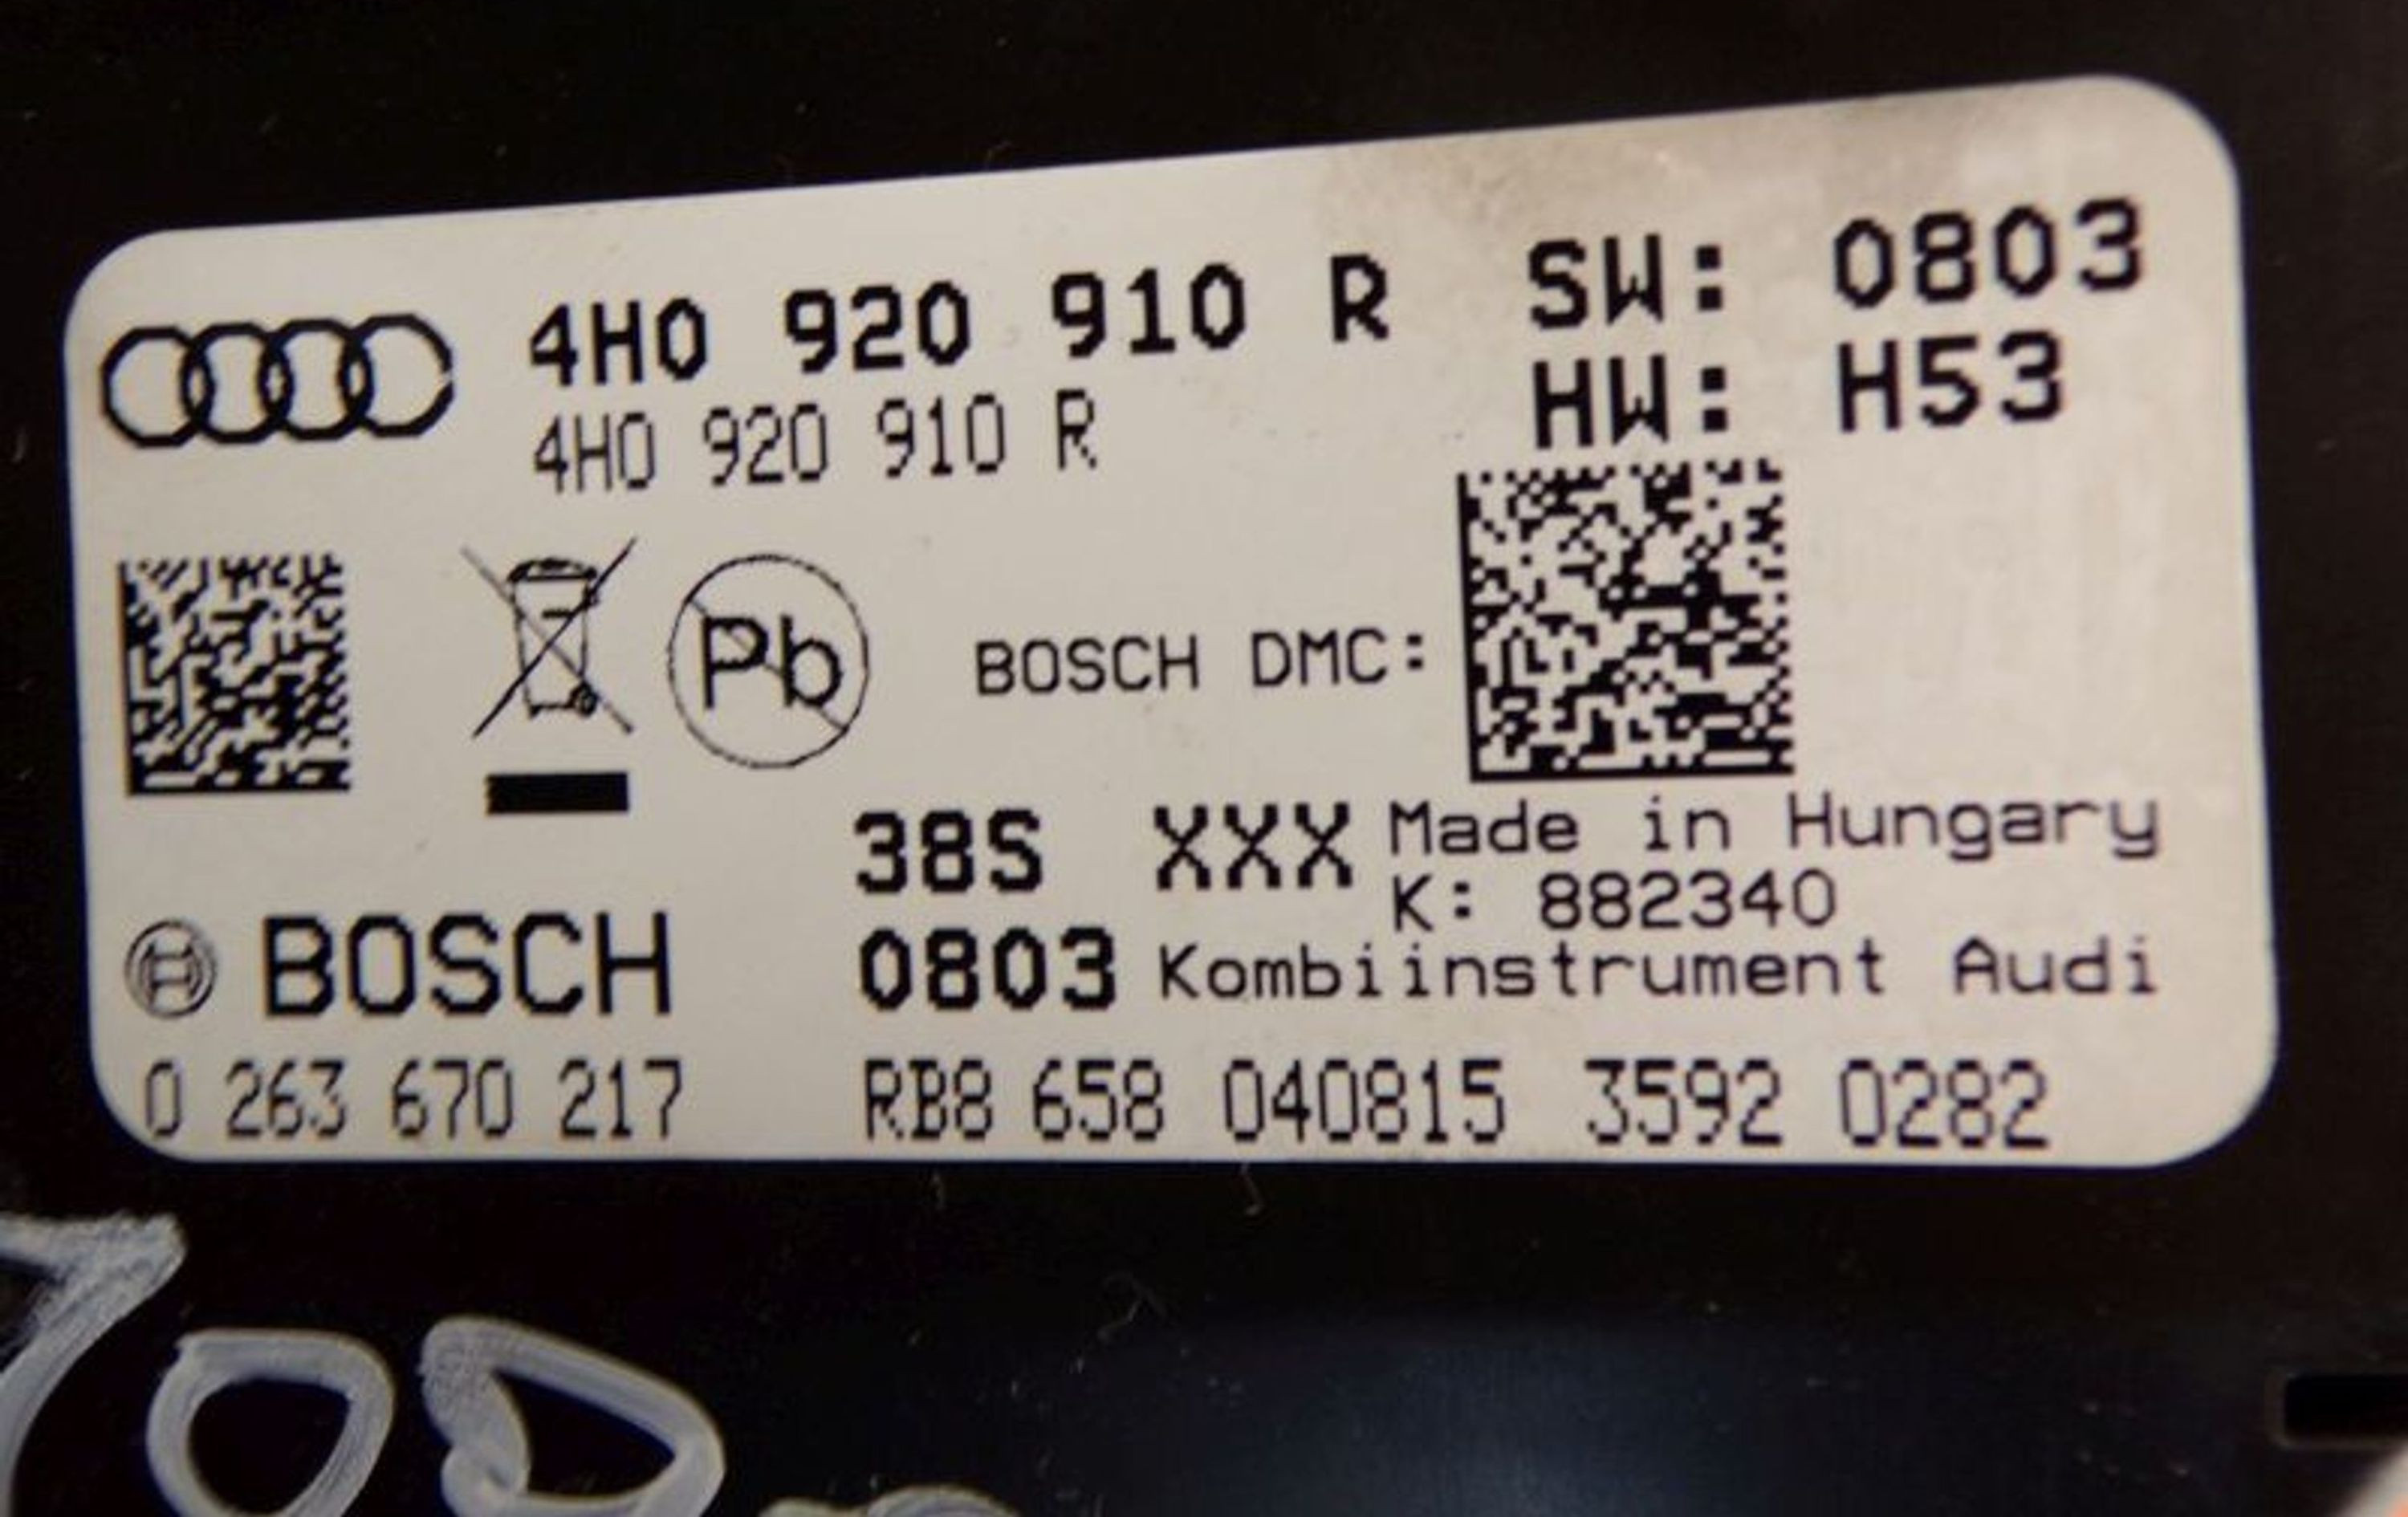 4H0 920 910 R SW: 0803
4H0 920 910 R HW: H53
Pb BOSCH DMC:
38S XXX Made in Hungary
K: 882340
BOSCH 0803 Kombiinstrument Audi
0 263 670 217 RB8 658 040815 3592 0282